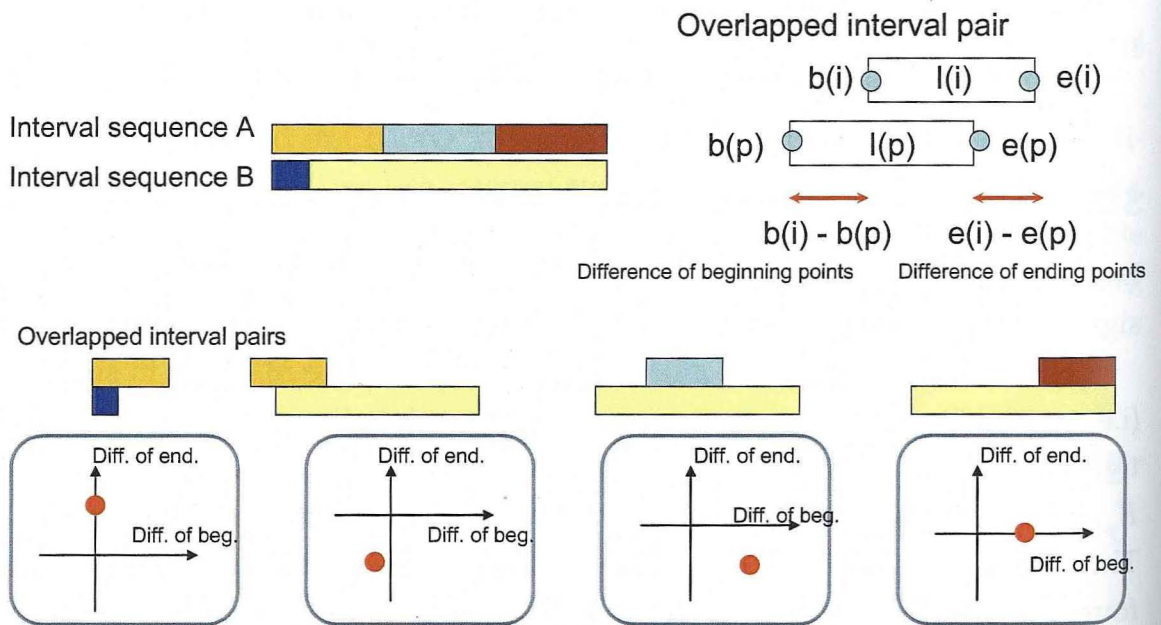 Overlapped interval pair
b(i) I(i) e(i)
Interval sequence A
b(p) I(p) e(p)
Interval sequence B
b(i) - b(p) e(i) - e(p)
Difference of beginning points Difference of ending points
Overlapped interval pairs
Diff. of end. Diff. of end. Diff. of end. Diff. of end.
Diff. of beg. Diff. of beg. Diff. of beg. Diff. of beg.